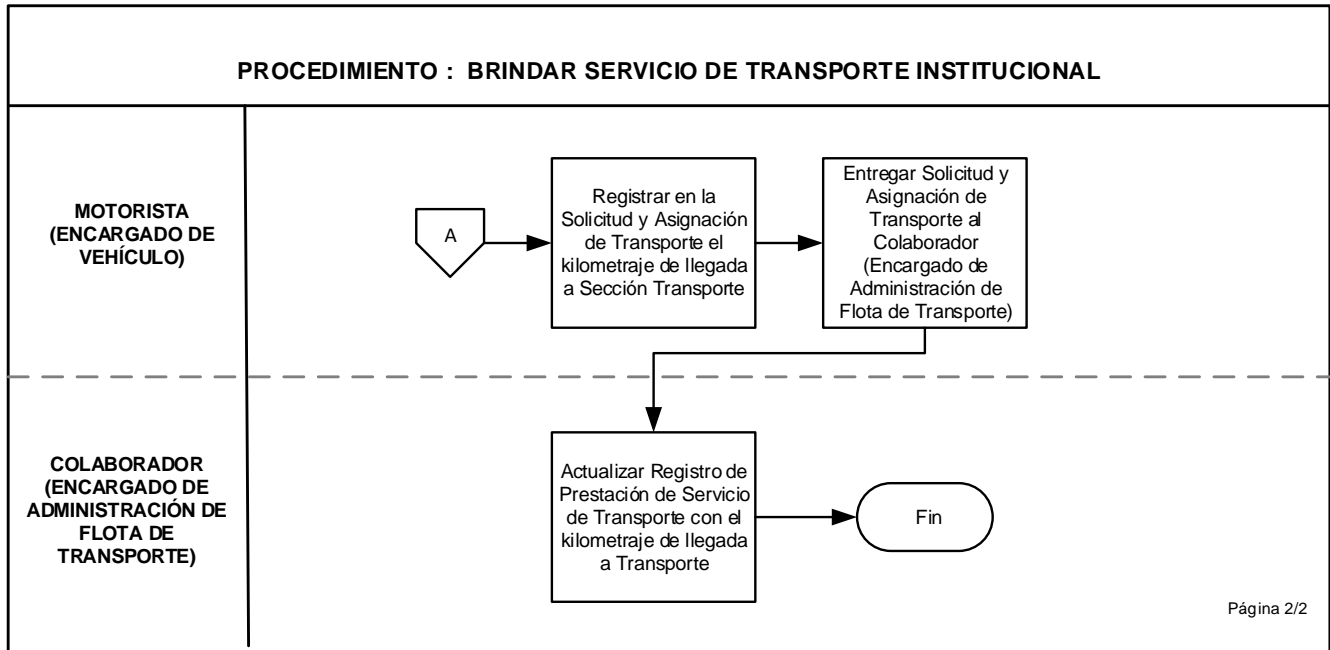 PROCEDIMIENTO : BRINDAR SERVICIO DE TRANSPORTE INSTITUCIONAL
MOTORISTA
(ENCARGADO DE
VEHÍCULO)
A
Registrar en la
Solicitud y Asignación
de Transporte el
kilometraje de llegada
a Sección Transporte
Entregar Solicitud y
Asignación de
Transporte al
Colaborador
(Encargado de
Administración de
Flota de Transporte)
COLABORADOR
(ENCARGADO DE
ADMINISTRACIÓN DE
FLOTA DE
TRANSPORTE)
Actualizar Registro de
Prestación de Servicio
de Transporte con el
kilometraje de llegada
a Transporte
Fin
Página 2/2